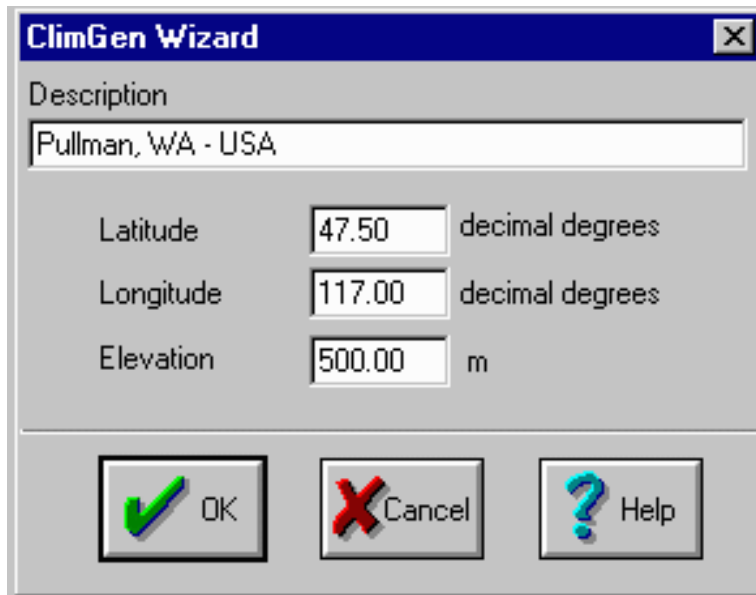 ClimGen Wizard
Description
Pullman, WA - USA
Latitude 47.50 decimal degrees
Longitude 117.00 decimal degrees
Elevation 500.00 m
OK Cancel Help